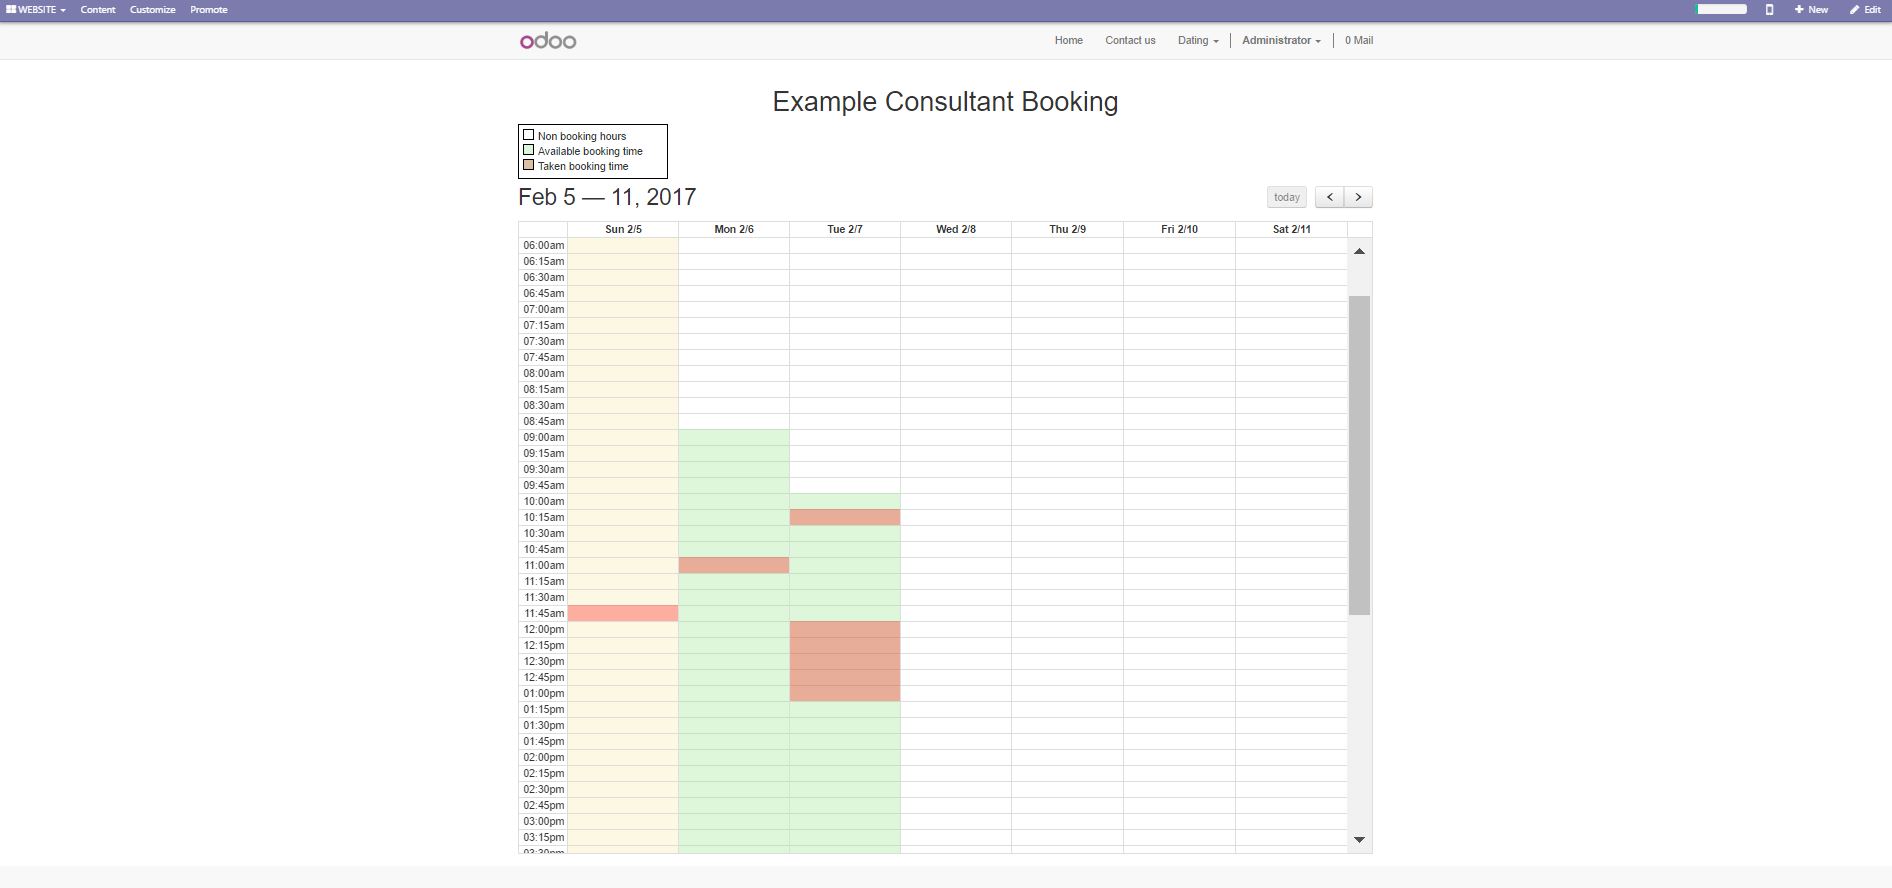 WEBSITE Content Customize Promote New Edit
odoo Home Contact us Dating Administrator 0 Mail
Example Consultant Booking
Non booking hours
Available booking time
Taken booking time
Feb 5 — 11, 2017 today
Sun 2/5 Mon 2/6 Tue 2/7 Wed 2/8 Thu 2/9 Fri 2/10 Sat 2/11
06:00am
06:15am
06:30am
06:45am
07:00am
07:15am
07:30am
07:45am
08:00am
08:15am
08:30am
08:45am
09:00am
09:15am
09:30am
09:45am
10:00am
10:15am
10:30am
10:45am
11:00am
11:15am
11:30am
11:45am
12:00pm
12:15pm
12:30pm
12:45pm
01:00pm
01:15pm
01:30pm
01:45pm
02:00pm
02:15pm
02:30pm
02:45pm
03:00pm
03:15pm
03:30pm